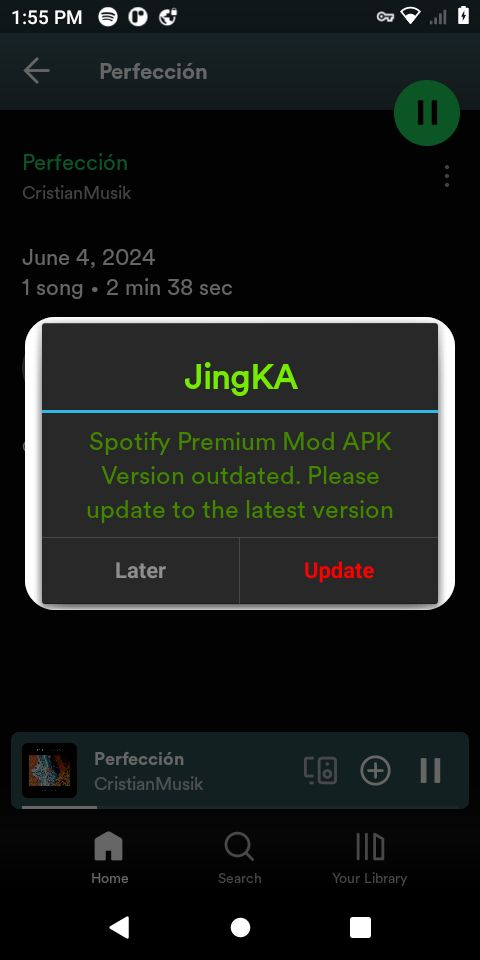 1:55 PM
Perfección
Perfección
CristianMusik
June 4, 2024
1 song • 2 min 38 sec
JingKA
Spotify Premium Mod APK
Version outdated. Please
update to the latest version
Later
Update
Perfección
CristianMusik
Home
Search
Your Library